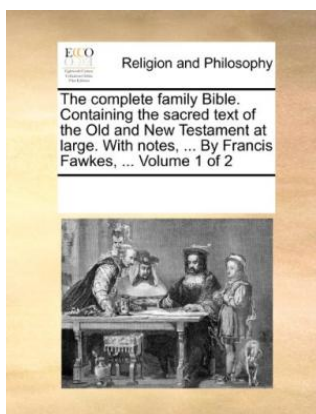 ECCO
Religion and Philosophy
The complete family Bible.
Containing the sacred text of
the Old and New Testament at
large. With notes, ... By Francis
Fawkes, ... Volume 1 of 2